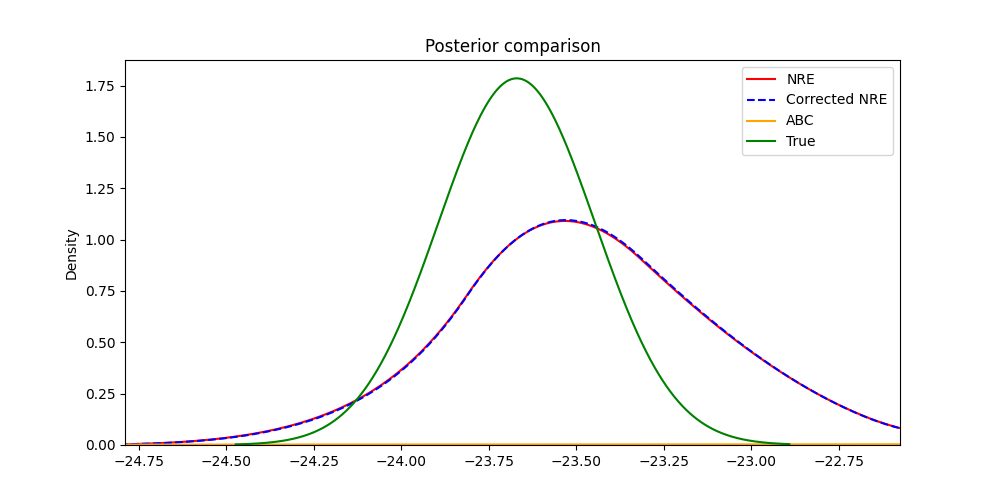 Posterior comparison
NRE
Corrected NRE
ABC
True
Density
1.75
1.50
1.25
1.00
0.75
0.50
0.25
0.00
−24.75 −24.50 −24.25 −24.00 −23.75 −23.50 −23.25 −23.00 −22.75